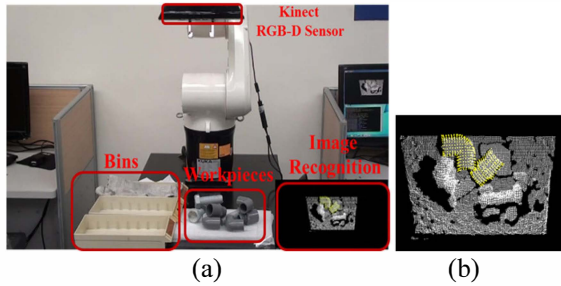 Kinect
RGB-D Sensor
Bins
Workpieces
Image
Recognition
(a)
(b)